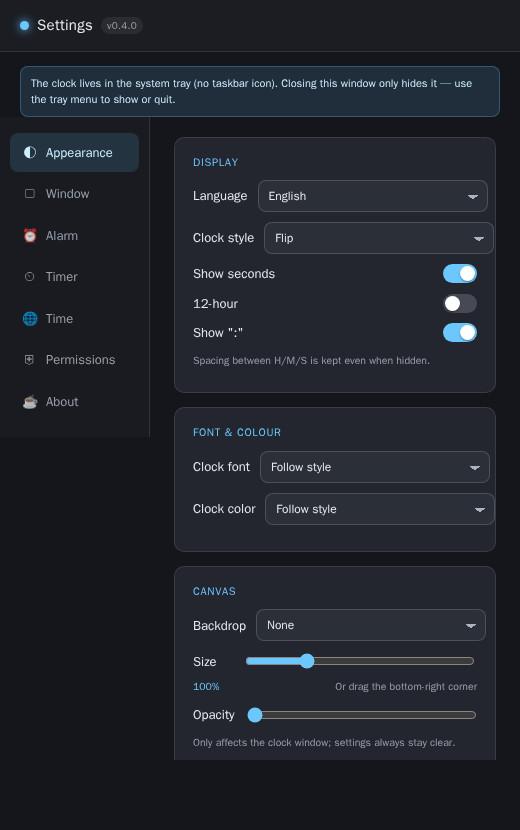 Settings v0.4.0
The clock lives in the system tray (no taskbar icon). Closing this window only hides it — use
the tray menu to show or quit.
Appearance
Window
Alarm
Timer
Time
Permissions
About
DISPLAY
Language English
Clock style Flip
Show seconds
12-hour
Show ":"
Spacing between H/M/S is kept even when hidden.
FONT & COLOUR
Clock font Follow style
Clock color Follow style
CANVAS
Backdrop None
Size
100% Or drag the bottom-right corner
Opacity
Only affects the clock window; settings always stay clear.